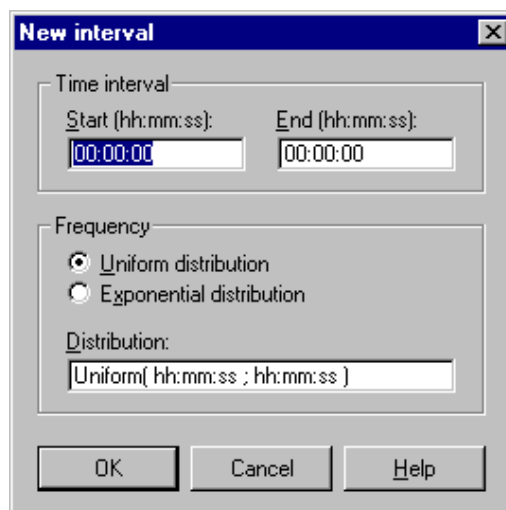 New interval
Time interval
Start (hh:mm:ss): End (hh:mm:ss):
00:00:00 00:00:00
Frequency
Uniform distribution
Exponential distribution
Distribution:
Uniform( hh:mm:ss ; hh:mm:ss )
OK Cancel Help